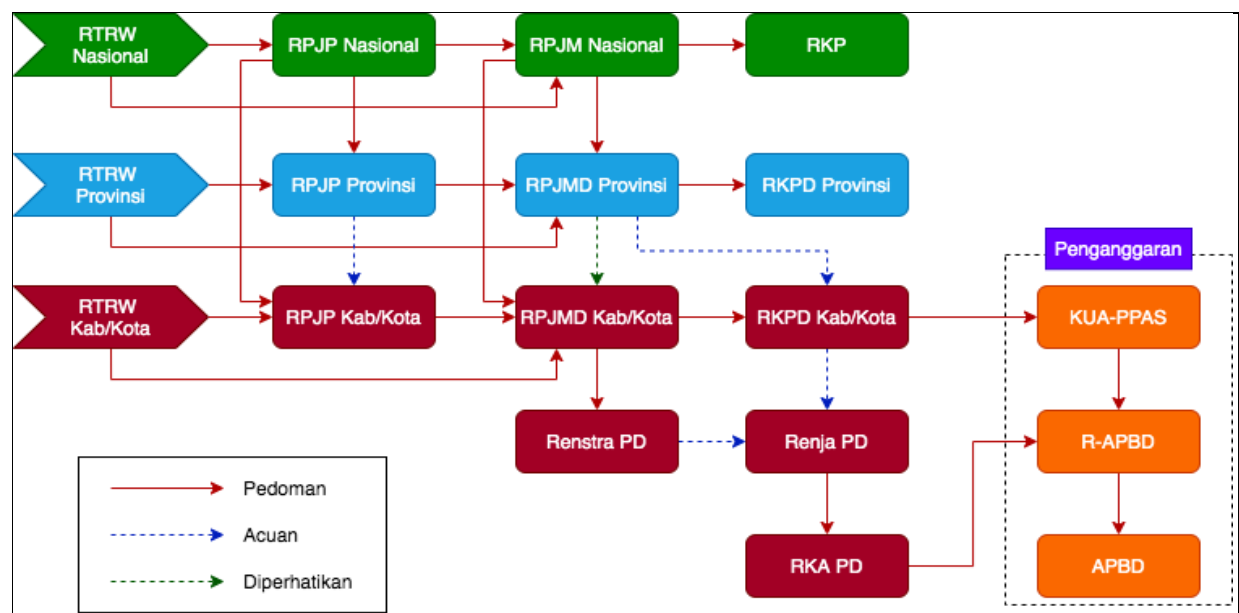 RTRW
Nasional
RPJP Nasional
RPJM Nasional
RKP
RTRW
Provinsi
RPJP Provinsi
RPJMD Provinsi
RKPD Provinsi
Penganggaran
RTRW
Kab/Kota
RPJP Kab/Kota
RPJMD Kab/Kota
RKPD Kab/Kota
KUA-PPAS
Renstra PD
Renja PD
R-APBD
RKA PD
APBD
Pedoman
Acuan
Diperhatikan